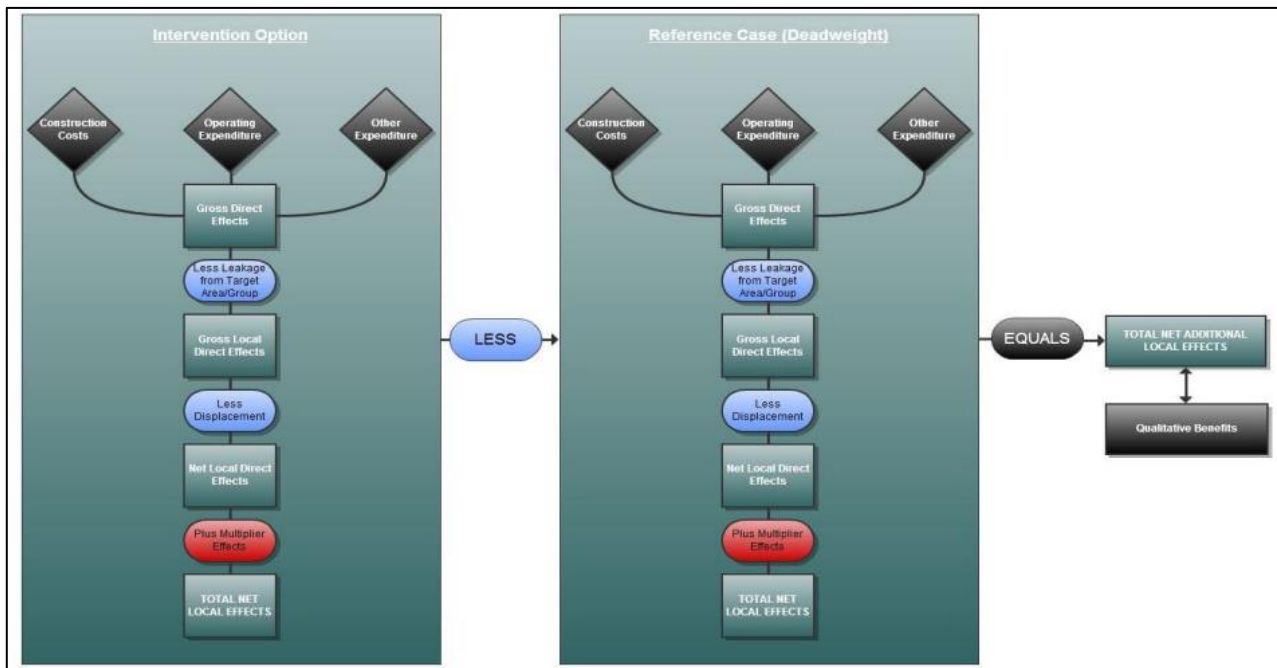 Intervention Option
Construction
Costs
Operating
Expenditure
Other
Expenditure
Gross Direct
Effects
Less Leakage
from Target
Area/Group
Gross Local
Direct Effects
Less
Displacement
Net Local Direct
Effects
Plus Multiplier
Effects
TOTAL NET
LOCAL EFFECTS
LESS
Reference Case (Deadweight)
Construction
Costs
Operating
Expenditure
Other
Expenditure
Gross Direct
Effects
Less Leakage
from Target
Area/Group
Gross Local
Direct Effects
Less
Displacement
Net Local Direct
Effects
Plus Multiplier
Effects
TOTAL NET
LOCAL EFFECTS
EQUALS
TOTAL NET ADDITIONAL
LOCAL EFFECTS
Qualitative Benefits